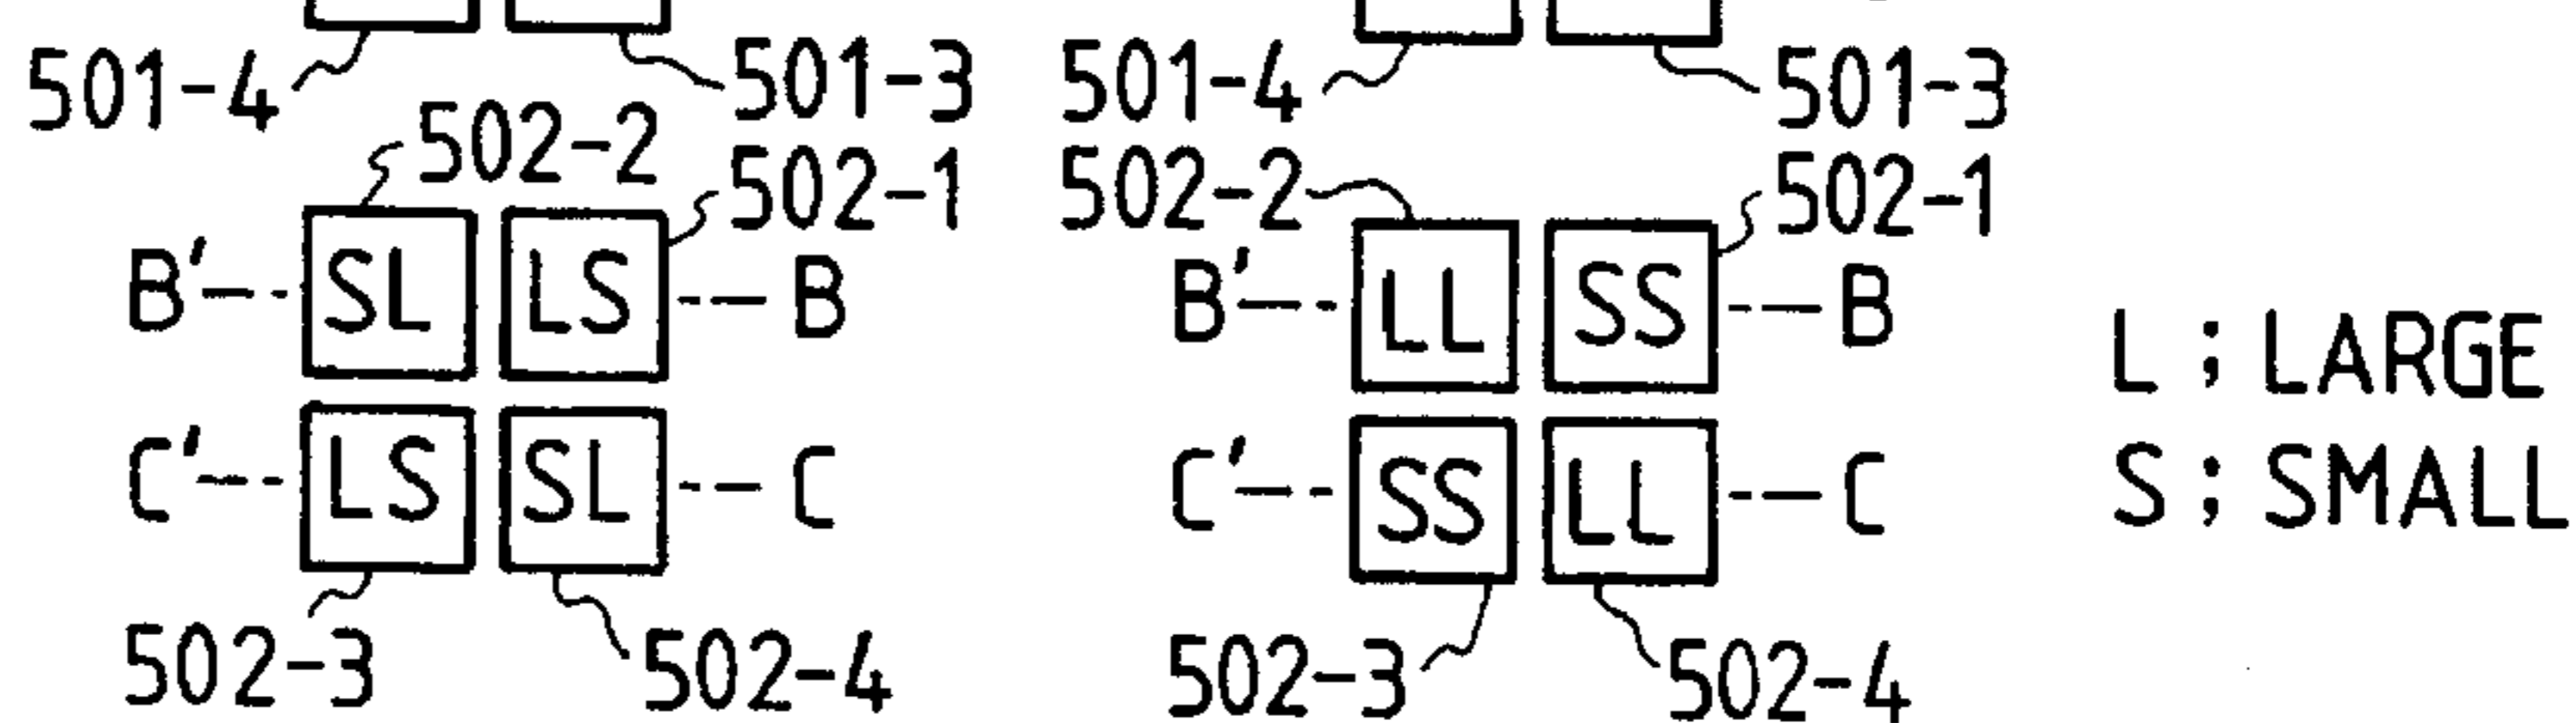 501-4 501-3 501-4 501-3
502-2 502-1 502-2 502-1
B' SL LS B B' LL SS B
L ; LARGE
C' LS SL C C' SS LL C
S ; SMALL
502-3 502-4 502-3 502-4